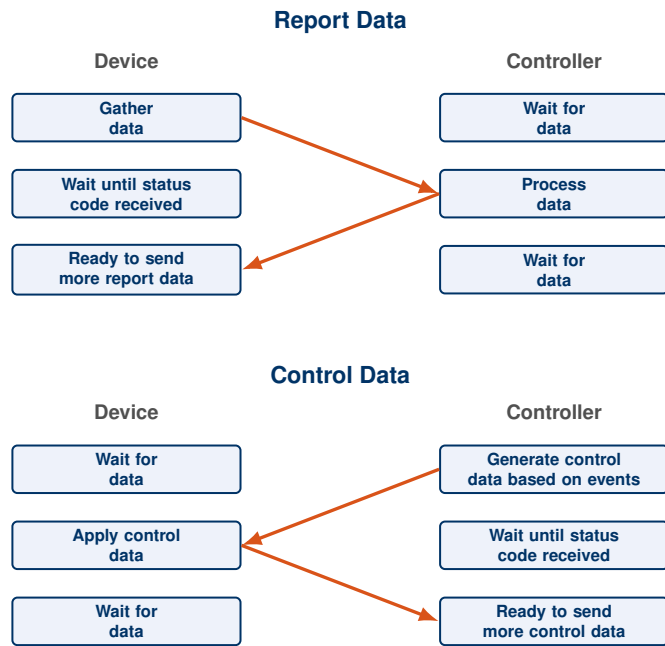 Report Data
Device
Controller
Gather
data
Wait for
data
Wait until status
code received
Process
data
Ready to send
more report data
Wait for
data
Control Data
Device
Controller
Wait for
data
Generate control
data based on events
Apply control
data
Wait until status
code received
Wait for
data
Ready to send
more control data